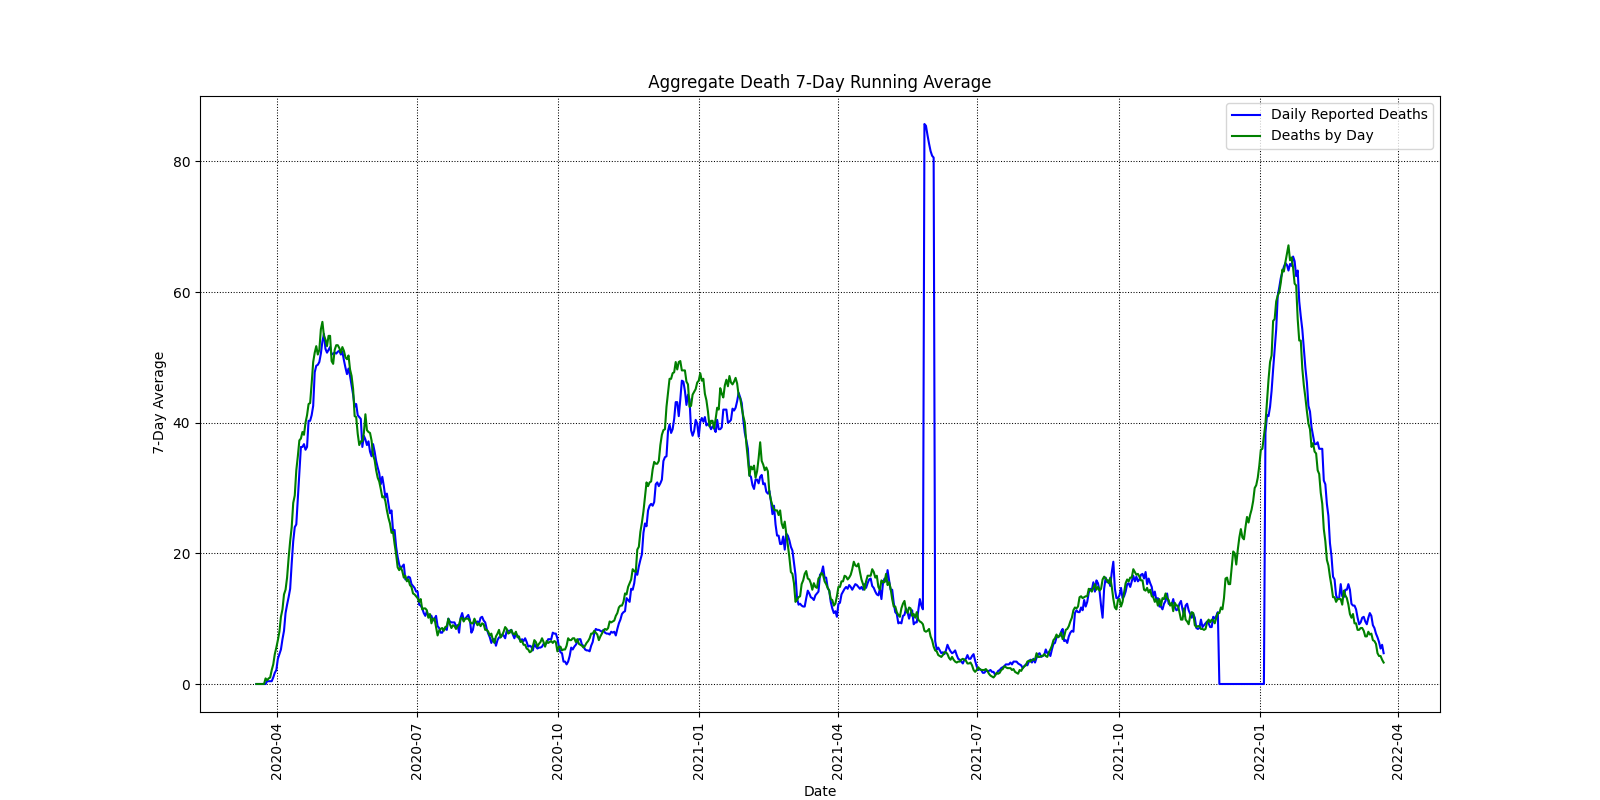 Aggregate Death 7-Day Running Average
Daily Reported Deaths
Deaths by Day
7-Day Average
80
60
40
20
0
2020-04
2020-07
2020-10
2021-01
2021-04
2021-07
2021-10
2022-01
2022-04
Date